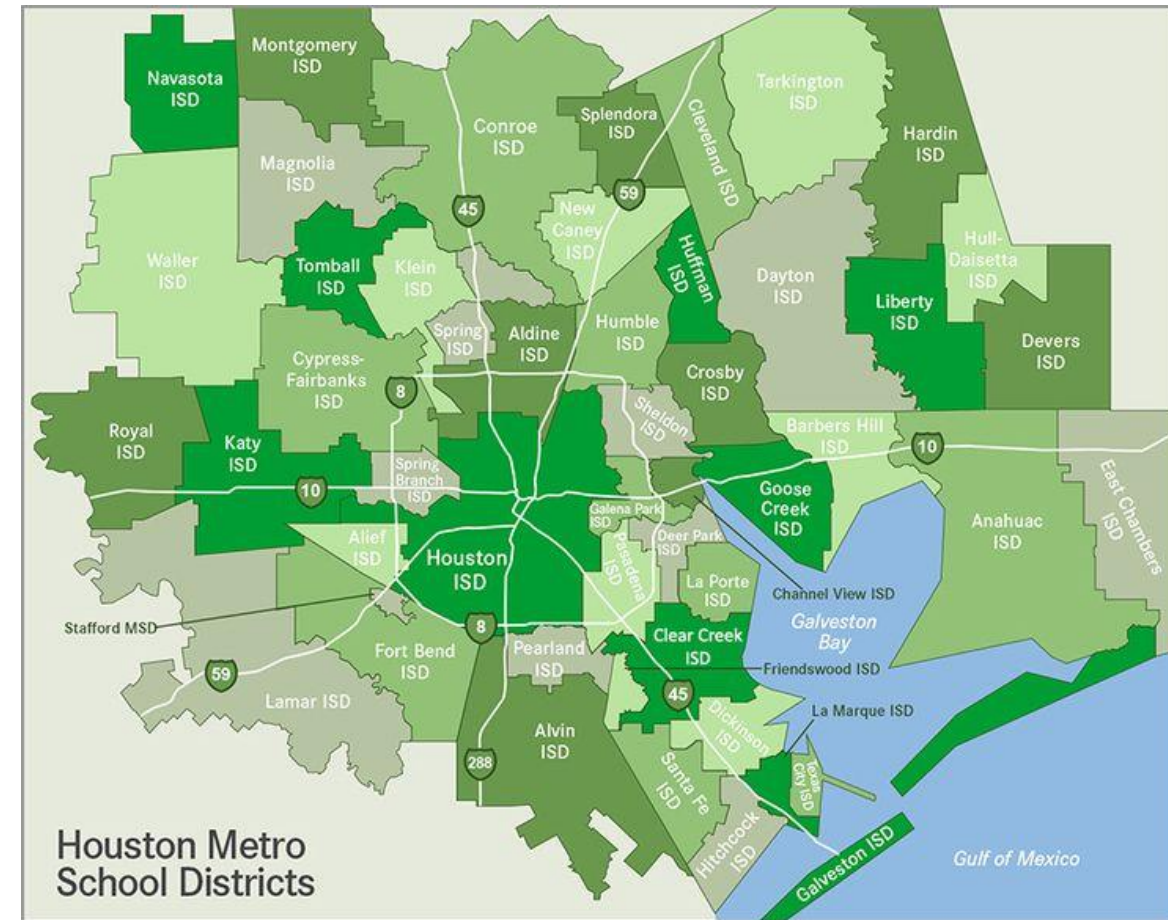 Montgomery
ISD
Navasota
ISD
Tarkington
ISD
Splendora
ISD
Cleveland ISD
Conroe
ISD
Hardin
ISD
Magnolia
ISD
59
45
New
Caney
ISD
Waller
ISD
Tomball
ISD
Klein
ISD
Huffman
ISD
Dayton
ISD
Hull-
Daisetta
ISD
Liberty
ISD
Spring
ISD
Aldine
ISD
Humble
ISD
Devers
ISD
Cypress-
Fairbanks
ISD
8
Crosby
ISD
Sheldon
ISD
Barbers Hill
ISD
10
Royal
ISD
Katy
ISD
10
Spring
Branch
ISD
Goose
Creek
ISD
East Chambers
ISD
Anahuac
ISD
Galena Park
ISD
Deer Park
ISD
Alief
ISD
Houston
ISD
Pasadena
ISD
La Porte
ISD
Channel View ISD
Galveston
Bay
Stafford MSD
8
Clear Creek
ISD
Fort Bend
ISD
Pearland
ISD
Friendswood ISD
59
Lamar ISD
45
La Marque ISD
Dickinson
ISD
Alvin
ISD
288
Santa Fe
ISD
Texas
City ISD
Hitchcock
ISD
Galveston ISD
Gulf of Mexico
Houston Metro
School Districts